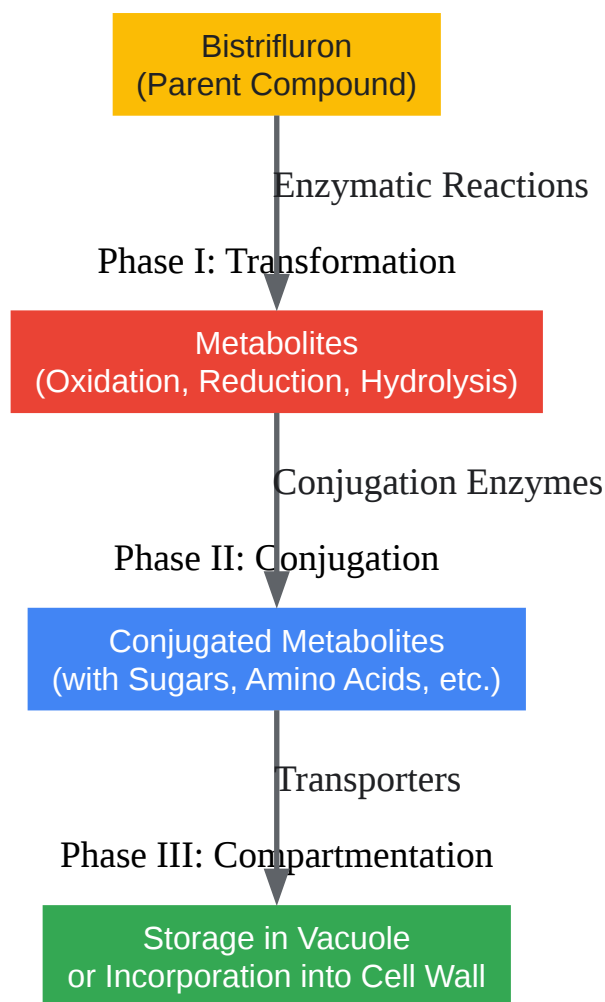 Bistrifluron
(Parent Compound)
Enzymatic Reactions
Phase I: Transformation
Metabolites
(Oxidation, Reduction, Hydrolysis)
Conjugation Enzymes
Phase II: Conjugation
Conjugated Metabolites
(with Sugars, Amino Acids, etc.)
Transporters
Phase III: Compartmentation
Storage in Vacuole
or Incorporation into Cell Wall